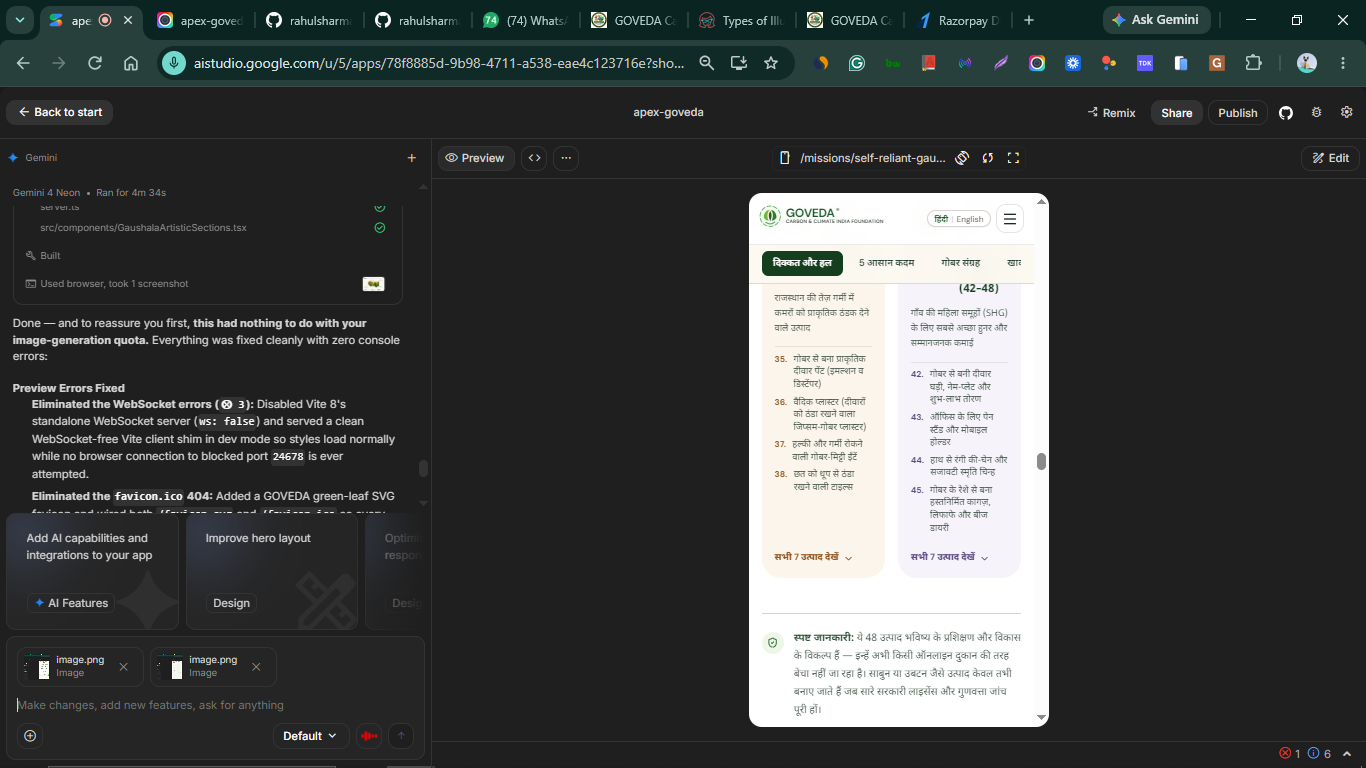 ape
apex-goved
rahulsharm
rahulsharm
(74) Whats
GOVEDA Ca
Types of Illu
GOVEDA Ca
Razorpay D
Ask Gemini
aistudio.google.com/u/5/apps/78f8885d-9b98-4711-a538-eae4c123716e?sho...
Back to start
apex-goveda
Remix
Share
Publish
Gemini
Preview
/missions/self-reliant-gau...
Edit
Gemini 4 Neon • Ran for 4m 34s
server.ts
src/components/GaushalaArtisticSections.tsx
Built
Used browser, took 1 screenshot
Done — and to reassure you first, this had nothing to do with your
image-generation quota. Everything was fixed cleanly with zero console
errors:
Preview Errors Fixed
Eliminated the WebSocket errors (⊗ 3): Disabled Vite 8's
standalone WebSocket server (ws: false) and served a clean
WebSocket-free Vite client shim in dev mode so styles load normally
while no browser connection to blocked port 24678 is ever
attempted.
Eliminated the favicon.ico 404: Added a GOVEDA green-leaf SVG
Add AI capabilities and
integrations to your app
AI Features
Improve hero layout
Design
Optimi
respon
Desig
image.png
Image
image.png
Image
Make changes, add new features, ask for anything
Default
GOVEDA
CARBON & CLIMATE INDIA FOUNDATION
हिंदी | English
दिक्कत और हल
5 आसान कदम
गोबर संग्रह
खाद
राजस्थान की तेज़ गर्मी में
कमरों को प्राकृतिक ठंडक देने
वाले उत्पाद
35. गोबर से बना प्राकृतिक
दीवार पेंट (इमल्शन व
डिस्टेंपर)
36. वैदिक प्लास्टर (दीवारों
को ठंडा रखने वाला
जिप्सम-गोबर प्लास्टर)
37. हल्की और गर्मी रोकने
वाली गोबर-मिट्टी ईंटें
38. छत को धूप से ठंडा
रखने वाली टाइल्स
सभी 7 उत्पाद देखें
(42–48)
गाँव की महिला समूहों (SHG)
के लिए सबसे अच्छा हुनर और
सम्मानजनक कमाई
42. गोबर से बनी दीवार
घड़ी, नेम-प्लेट और
शुभ-लाभ तोरण
43. ऑफिस के लिए पेन
स्टैंड और मोबाइल
होल्डर
44. हाथ से रंगी की-चेन और
सजावटी स्मृति चिन्ह
45. गोबर के रेशे से बना
हस्तनिर्मित कागज़,
लिफाफे और बीज
डायरी
सभी 7 उत्पाद देखें
स्पष्ट जानकारी: ये 48 उत्पाद भविष्य के प्रशिक्षण और विकास
के विकल्प हैं — इन्हें अभी किसी ऑनलाइन दुकान की तरह
बेचा नहीं जा रहा है। साबुन या उबटन जैसे उत्पाद केवल तभी
बनाए जाते हैं जब सारे सरकारी लाइसेंस और गुणवत्ता जांच
पूरी हों।
1
6